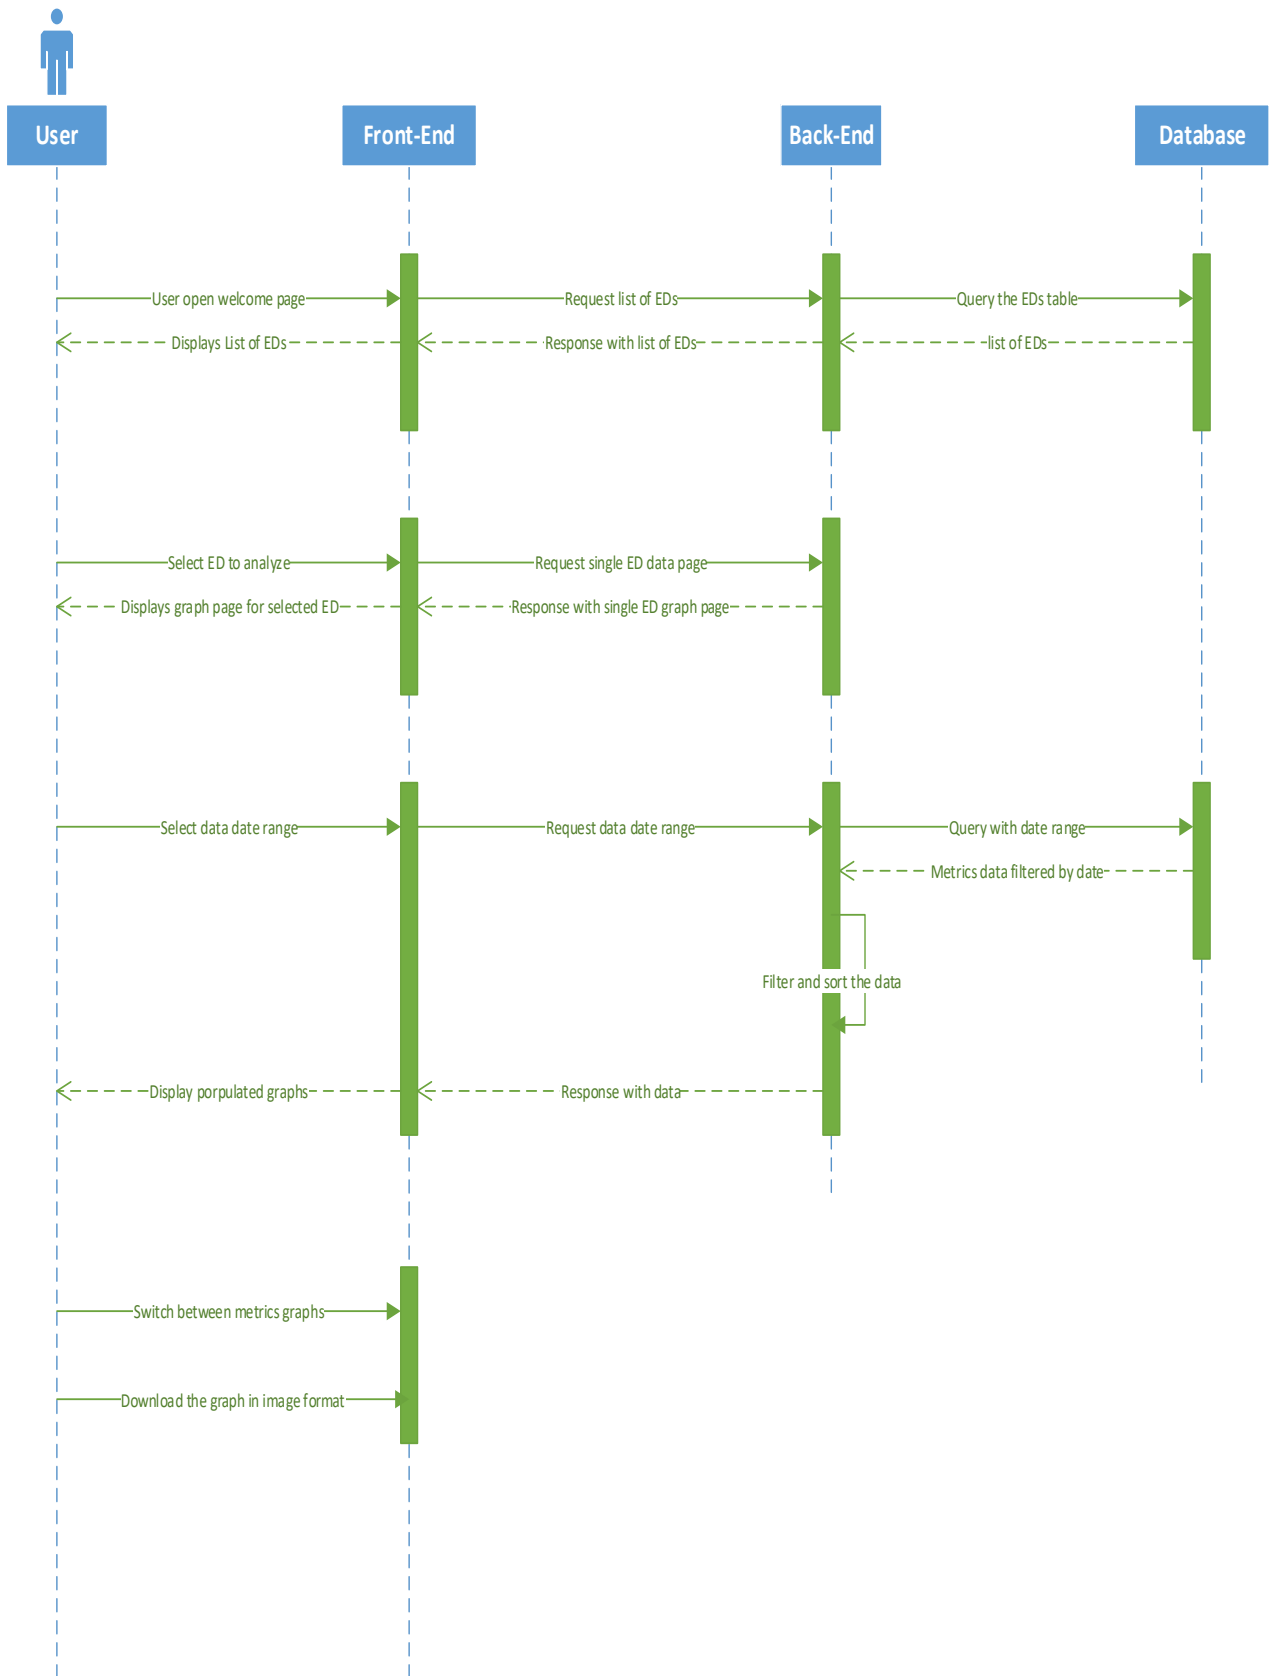 User
Front-End
Back-End
Database
User open welcome page
Request list of EDs
Query the EDs table
Displays List of EDs
Response with list of EDs
list of EDs
Select ED to analyze
Request single ED data page
Displays graph page for selected ED
Response with single ED graph page
Select data date range
Request data date range
Query with date range
Metrics data filtered by date
Filter and sort the data
Display porpulated graphs
Response with data
Switch between metrics graphs
Download the graph in image format